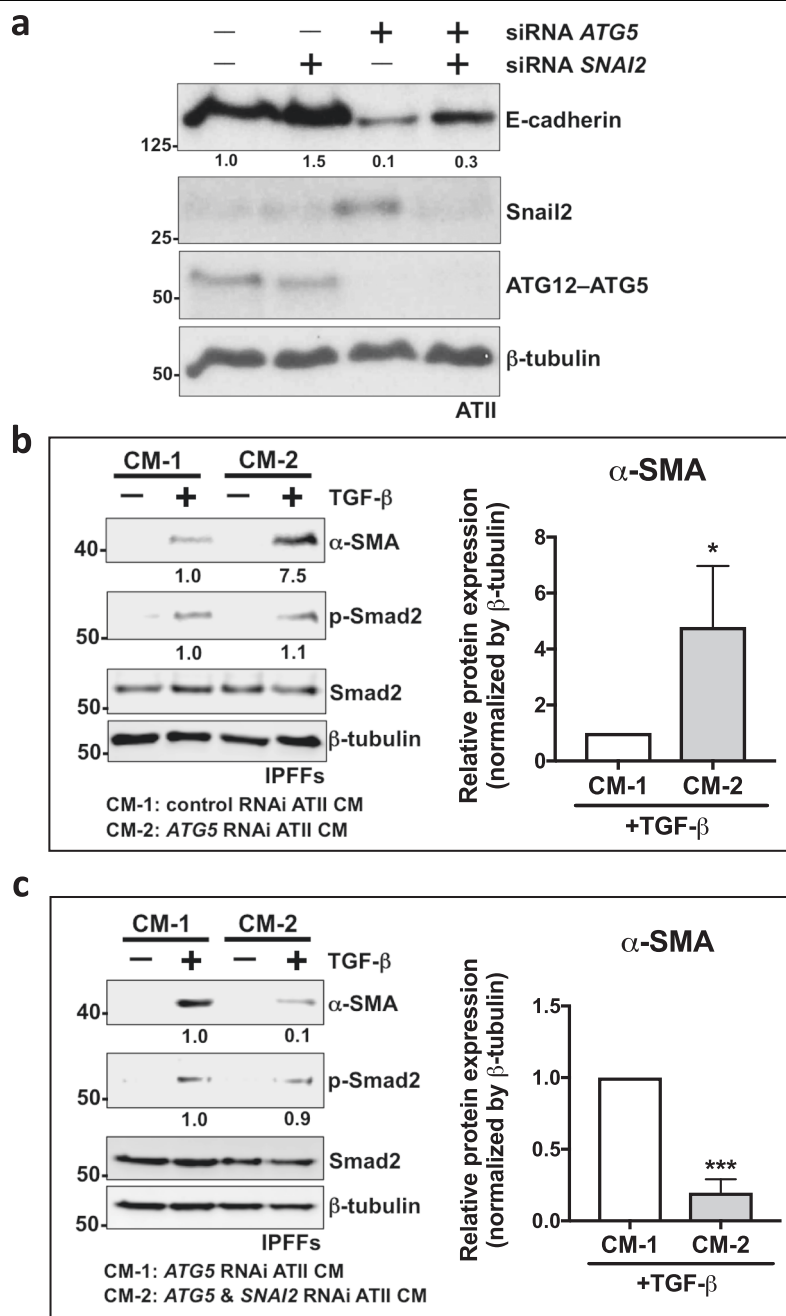 a
— — + + siRNA ATG5
— + — + siRNA SNAI2
E-cadherin
125-
1.0 1.5 0.1 0.3
Snail2
25-
ATG12–ATG5
50-
β-tubulin
50-
ATII
b
CM-1 CM-2
— + — + TGF-β
α-SMA
40-
1.0 7.5
p-Smad2
50-
1.0 1.1
Smad2
50-
β-tubulin
50-
IPFFs
CM-1: control RNAi ATII CM
CM-2: ATG5 RNAi ATII CM
α-SMA
Relative protein expression
(normalized by β-tubulin)
8
6
4
2
0
*
CM-1 CM-2
+TGF-β
c
CM-1 CM-2
— + — + TGF-β
α-SMA
40-
1.0 0.1
p-Smad2
50-
1.0 0.9
Smad2
50-
β-tubulin
50-
IPFFs
CM-1: ATG5 RNAi ATII CM
CM-2: ATG5 & SNAI2 RNAi ATII CM
α-SMA
Relative protein expression
(normalized by β-tubulin)
1.5
1.0
0.5
0.0
***
CM-1 CM-2
+TGF-β